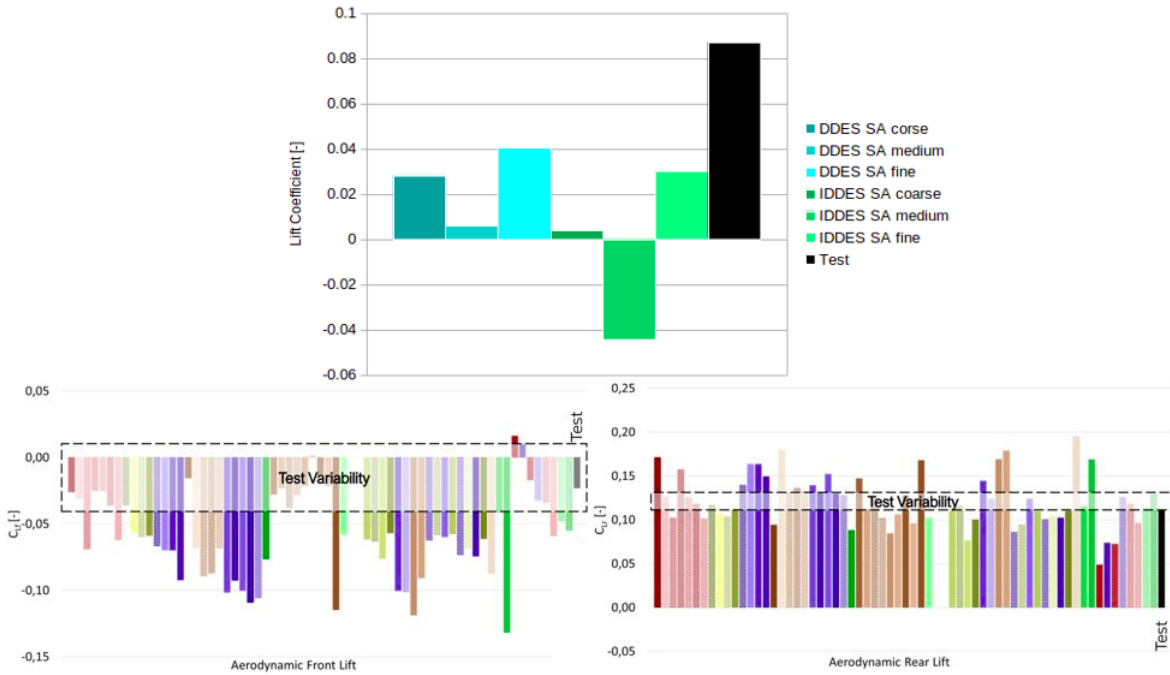 0.1
0.08
0.06
0.04
0.02
0
-0.02
-0.04
-0.06
Lift Coefficient [-]
DDES SA corse
DDES SA medium
DDES SA fine
IDDES SA coarse
IDDES SA medium
IDDES SA fine
Test
0,05
0,00
-0,05
-0,10
-0,15
CLf [-]
Test Variability
Test
Aerodynamic Front Lift
0,25
0,20
0,15
0,10
0,05
0,00
-0,05
CLr [-]
Test Variability
Test
Aerodynamic Rear Lift